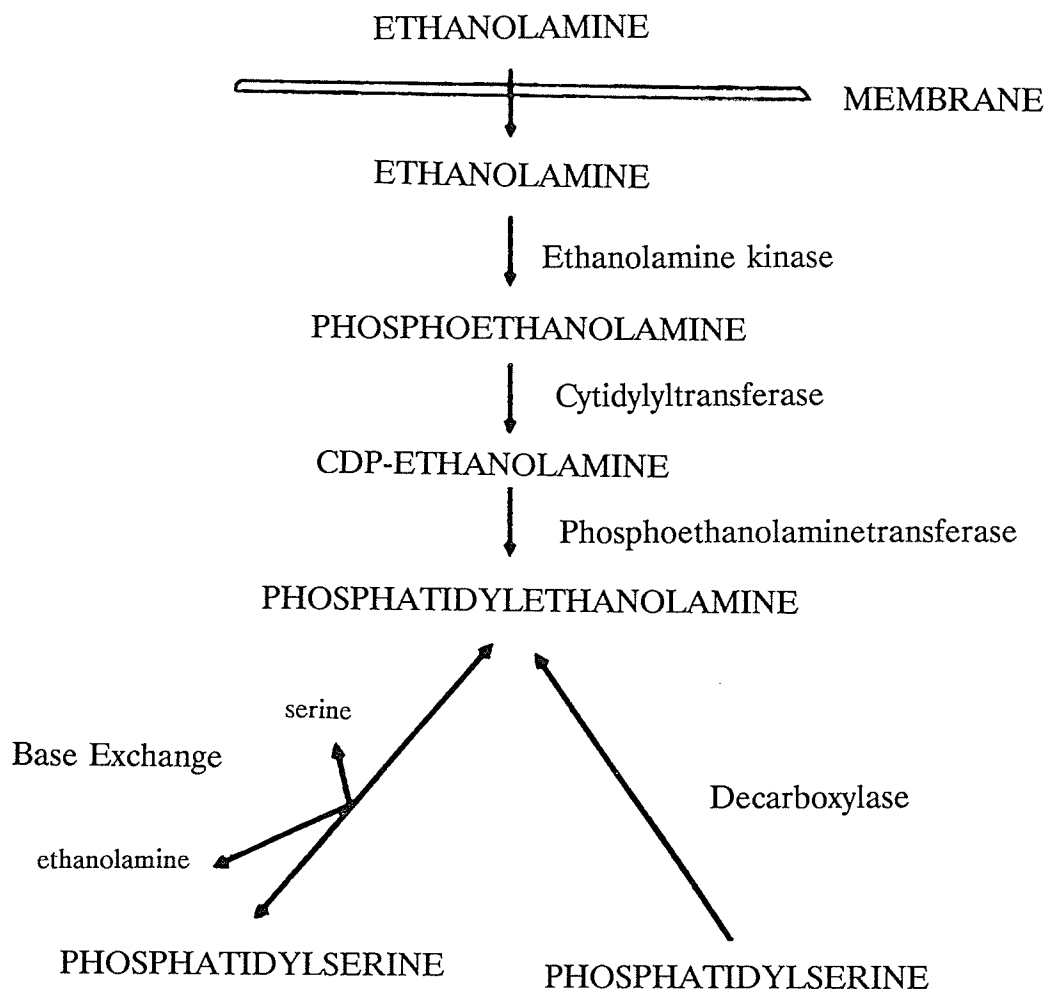 ETHANOLAMINE
MEMBRANE
ETHANOLAMINE
Ethanolamine kinase
PHOSPHOETHANOLAMINE
Cytidylyltransferase
CDP-ETHANOLAMINE
Phosphoethanolaminetransferase
PHOSPHATIDYLETHANOLAMINE
serine
Base Exchange
Decarboxylase
ethanolamine
PHOSPHATIDYLSERINE
PHOSPHATIDYLSERINE